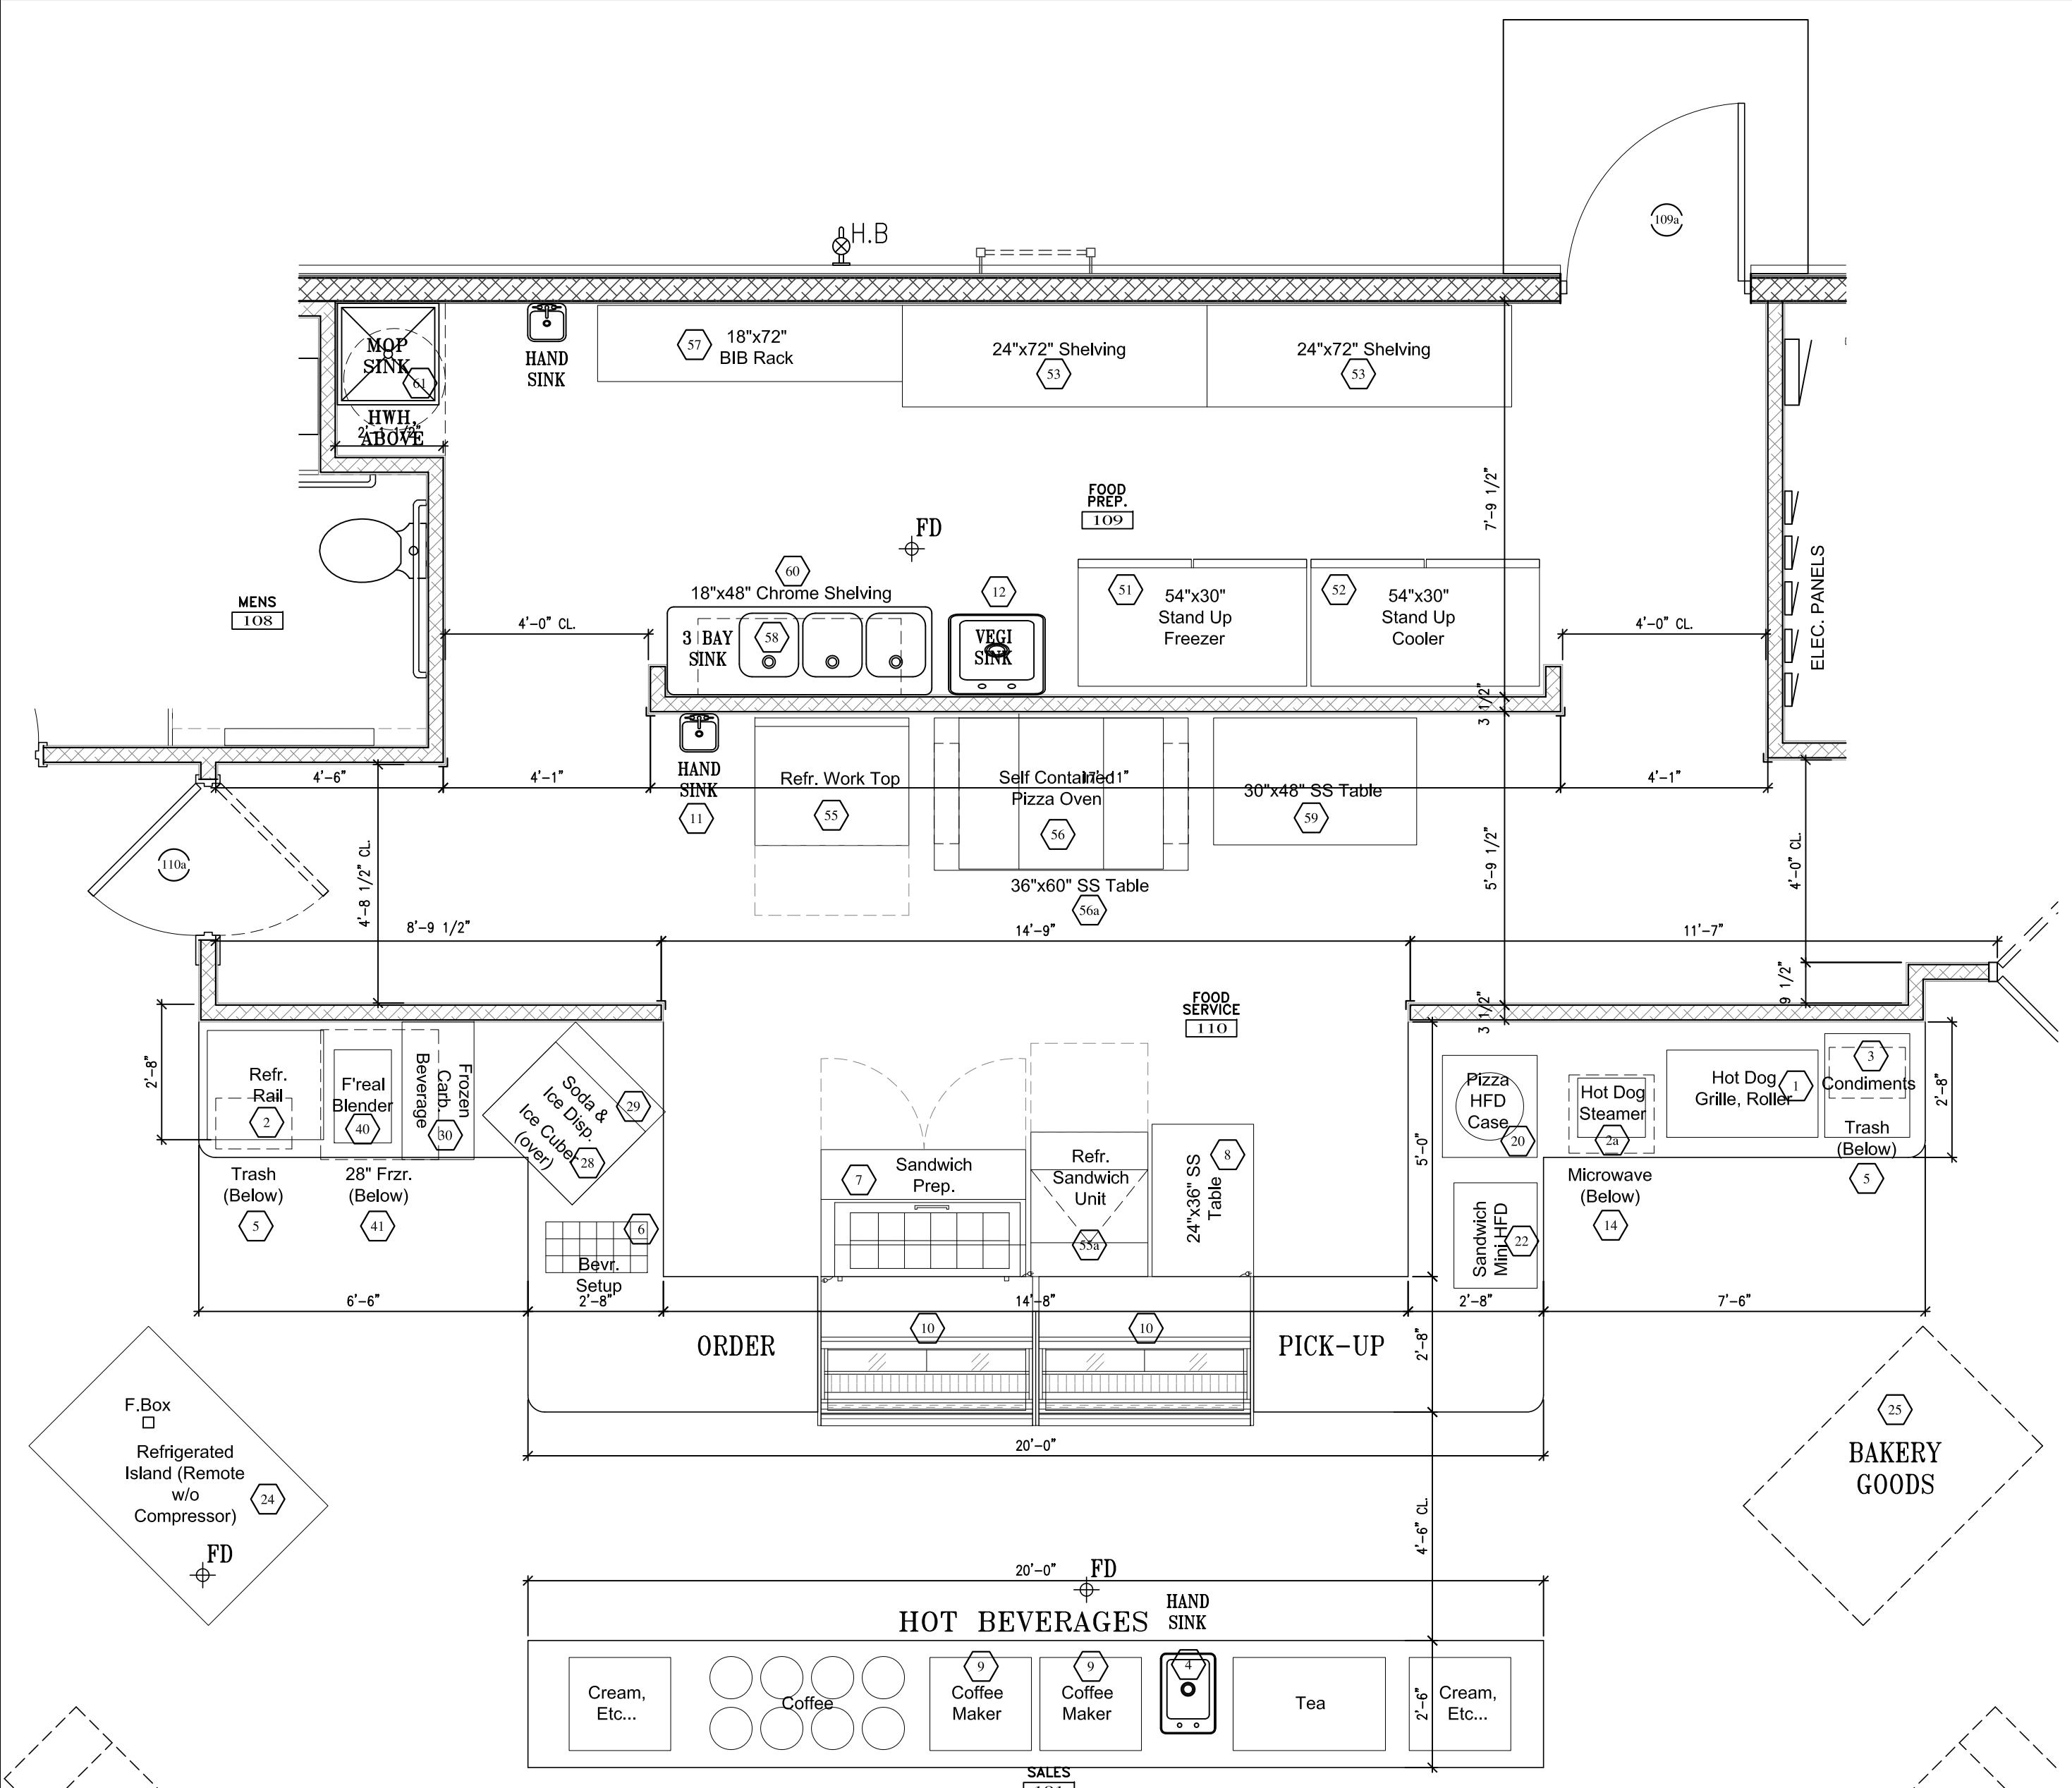 109a
H.B
MOP
SINK
61
HWH,
ABOVE
2'-1 1/2"
HAND
SINK
57
18"x72"
BIB Rack
24"x72" Shelving
53
24"x72" Shelving
53
7'-9 1/2"
FOOD
PREP.
109
FD
MENS
108
ELEC. PANELS
4'-0" CL.
60
18"x48" Chrome Shelving
3 BAY
SINK
58
12
VEGI
SINK
51
54"x30"
Stand Up
Freezer
52
54"x30"
Stand Up
Cooler
4'-0" CL.
3 1/2"
4'-6"
4'-1"
HAND
SINK
11
Refr. Work Top
55
Self Contained
Pizza Oven
17'-11"
56
30"x48" SS Table
59
4'-1"
110a
4'-8 1/2" CL.
36"x60" SS Table
56a
5'-9 1/2"
4'-0" CL.
8'-9 1/2"
14'-9"
11'-7"
9 1/2"
3 1/2"
FOOD
SERVICE
110
2'-8"
Refr.
Rail
2
F'real
Blender
40
Frozen
Carb.
Beverage
30
Soda &
Ice Disp.
Ice Cuber
(over)
29
28
Trash
(Below)
5
28" Frzr.
(Below)
41
6
Bevr.
Setup
7
Sandwich
Prep.
Refr.
Sandwich
Unit
55a
8
24"x36" SS
Table
5'-0"
Pizza
HFD
Case
20
Hot Dog
Steamer
2a
Hot Dog
Grille, Roller
1
3
Condiments
2'-8"
Trash
(Below)
5
Microwave
(Below)
14
Sandwich
Mini HFD
22
6'-6"
2'-8"
14'-8"
2'-8"
7'-6"
ORDER
10
10
PICK-UP
2'-8"
20'-0"
F.Box
Refrigerated
Island (Remote
w/o
Compressor)
24
FD
25
BAKERY
GOODS
4'-6" CL.
20'-0"
FD
HOT BEVERAGES
HAND
SINK
Cream,
Etc...
Coffee
9
Coffee
Maker
9
Coffee
Maker
4
Tea
2'-6"
Cream,
Etc...
SALES